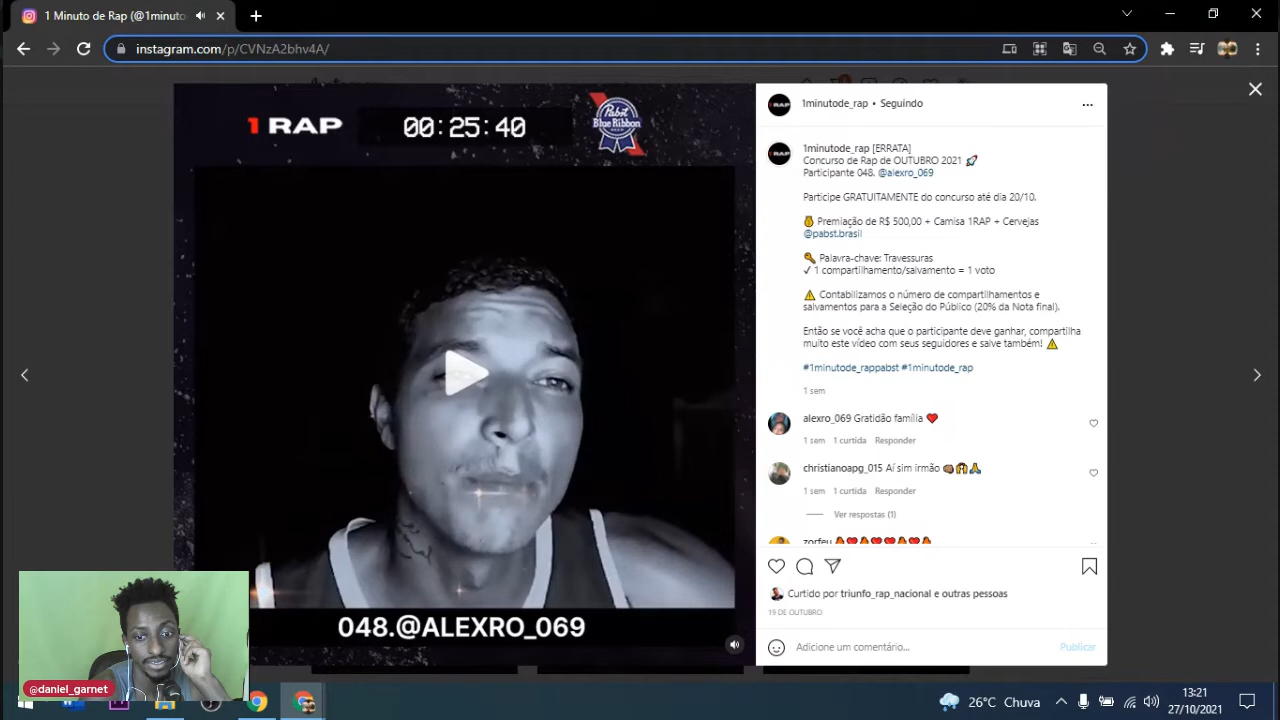 1 Minuto de Rap (@1minuto
instagram.com/p/CVNzA2bhv4A/
1 RAP
00:25:40
Pabst
Blue Ribbon
048.@ALEXRO_069
1minutode_rap • Seguindo
1minutode_rap [ERRATA]
Concurso de Rap de OUTUBRO 2021 🚀
Participante 048. @alexro_069
Participe GRATUITAMENTE do concurso até dia 20/10.
🥇 Premiação de R$ 500,00 + Camisa 1RAP + Cervejas
@pabst.brasil
🔑 Palavra-chave: Travessuras
✓ 1 compartilhamento/salvamento = 1 voto
⚠️ Contabilizamos o número de compartilhamentos e
salvamentos para a Seleção do Público (20% da Nota final).
Então se você acha que o participante deve ganhar, compartilha
muito este vídeo com seus seguidores e salve também! ⚠️
#1minutode_rappabst #1minutode_rap
1 sem
alexro_069 Gratidão família ❤️
1 sem 1 curtida Responder
christianoapg_015 Aí sim irmão
1 sem 1 curtida Responder
Ver respostas (1)
zorfeu
Curtido por triunfo_rap_nacional e outras pessoas
19 DE OUTUBRO
Adicione um comentário...
Publicar
@daniel_garnet
26°C Chuva
13:21
27/10/2021